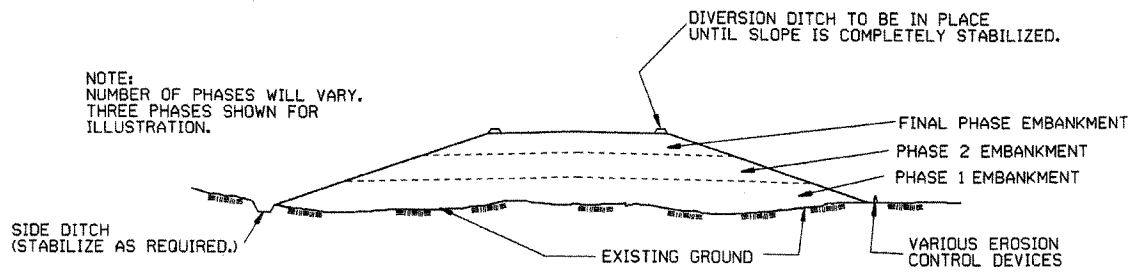 DIVERSION DITCH TO BE IN PLACE
UNTIL SLOPE IS COMPLETELY STABILIZED.
NOTE:
NUMBER OF PHASES WILL VARY.
THREE PHASES SHOWN FOR
ILLUSTRATION.
FINAL PHASE EMBANKMENT
PHASE 2 EMBANKMENT
PHASE 1 EMBANKMENT
SIDE DITCH
(STABILIZE AS REQUIRED.)
EXISTING GROUND
VARIOUS EROSION
CONTROL DEVICES